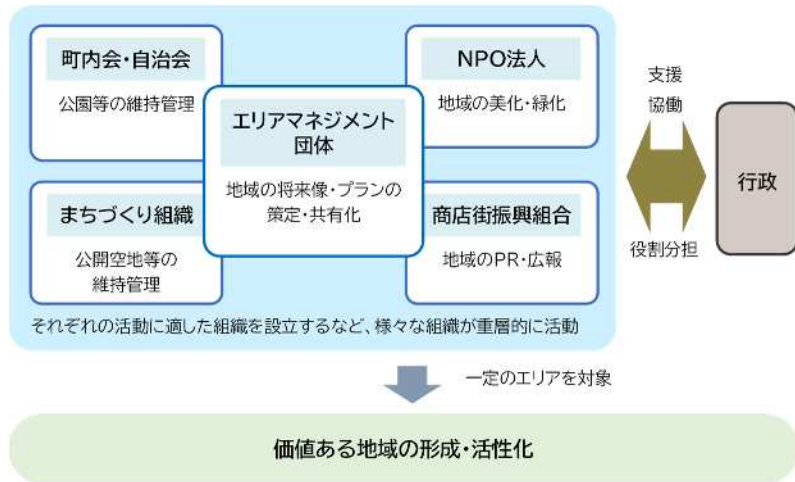 町内会・自治会
公園等の維持管理
NPO法人
地域の美化・緑化
エリアマネジメント
団体
地域の将来像・プランの
策定・共有化
まちづくり組織
公開空地等の
維持管理
商店街振興組合
地域のPR・広報
それぞれの活動に適した組織を設立するなど、様々な組織が重層的に活動
支援
協働
役割分担
行政
一定のエリアを対象
価値ある地域の形成・活性化